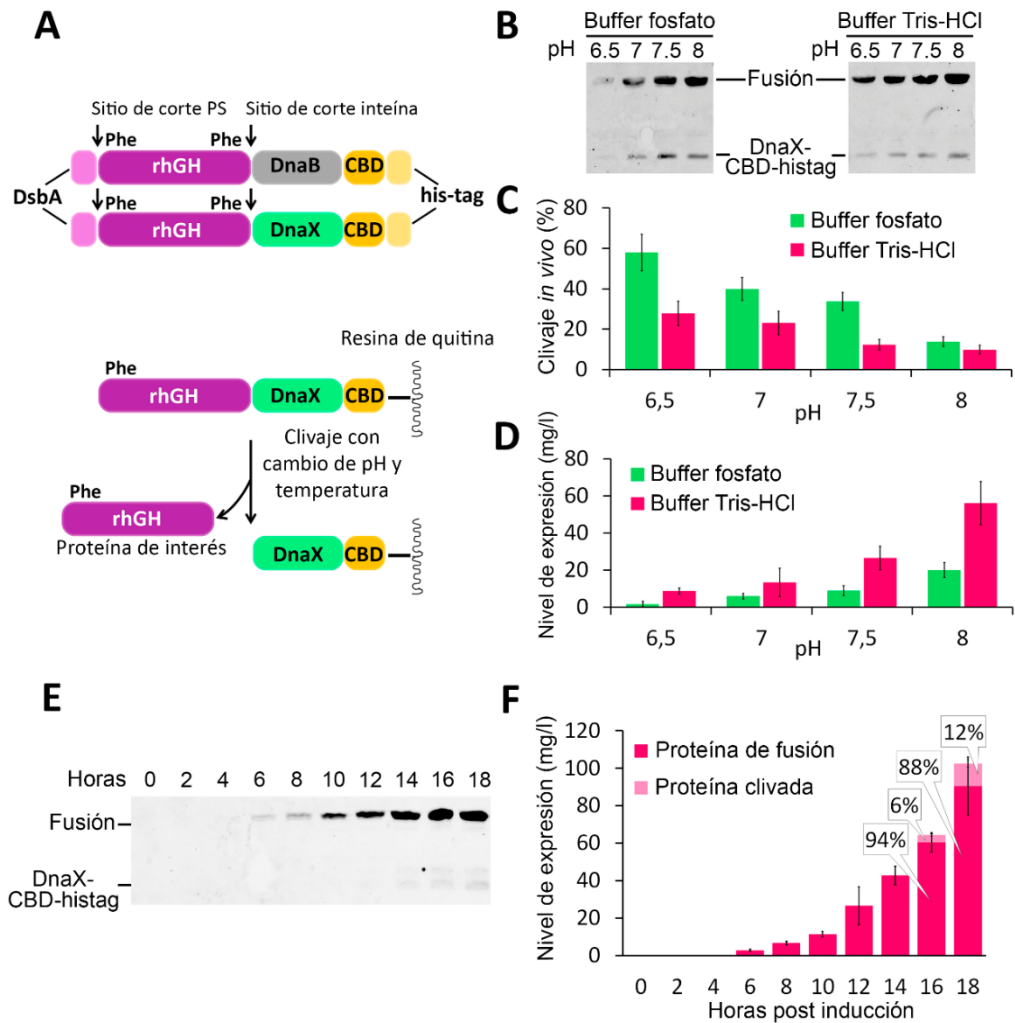 A
Sitio de corte PS
Sitio de corte inteína
Phe
Phe
rhGH
DnaB
CBD
DsbA
his-tag
Phe
Phe
rhGH
DnaX
CBD
Resina de quitina
Phe
rhGH
DnaX
CBD
Clivaje con
cambio de pH y
temperatura
Phe
rhGH
Proteína de interés
DnaX
CBD
B
Buffer fosfato
Buffer Tris-HCl
pH 6.5 7 7.5 8
pH 6.5 7 7.5 8
Fusión
DnaX-
CBD-histag
C
Clivaje in vivo (%)
80
60
40
20
0
Buffer fosfato
Buffer Tris-HCl
6,5 7 7,5 8
pH
D
Nivel de expresión (mg/l)
80
60
40
20
0
Buffer fosfato
Buffer Tris-HCl
6,5 7 7,5 8
pH
E
Horas 0 2 4 6 8 10 12 14 16 18
Fusión
DnaX-
CBD-histag
F
Nivel de expresión (mg/l)
120
100
80
60
40
20
0
Proteína de fusión
Proteína clivada
12%
88%
6%
94%
0 2 4 6 8 10 12 14 16 18
Horas post inducción